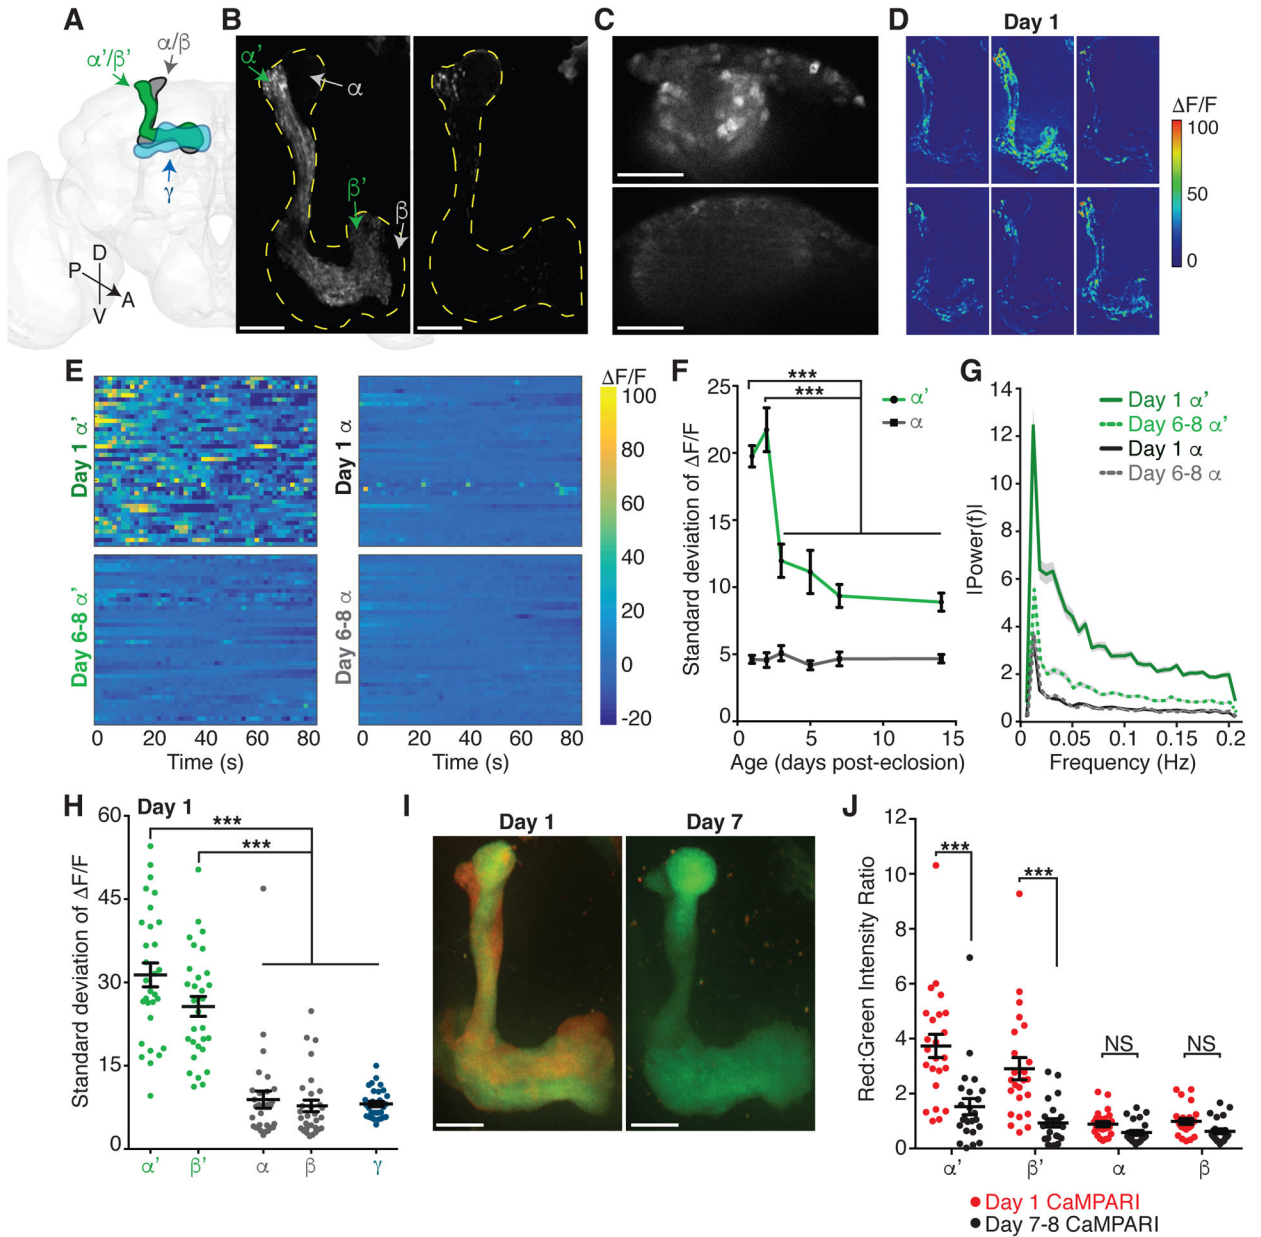 A
α'/β'
α/β
γ
D
P
A
V
B
α'
α
β'
β
C
D
Day 1
ΔF/F
100
50
0
E
Day 1 α'
Day 1 α
Day 6-8 α'
Day 6-8 α
0 20 40 60 80
Time (s)
0 20 40 60 80
Time (s)
ΔF/F
100
80
60
40
20
0
-20
F
Standard deviation of ΔF/F
25
20
15
10
5
0
***
***
α'
α
0 5 10 15
Age (days post-eclosion)
G
|Power(f)|
14
12
10
8
6
4
2
0
Day 1 α'
Day 6-8 α'
Day 1 α
Day 6-8 α
0 0.05 0.1 0.15 0.2
Frequency (Hz)
H
Day 1
Standard deviation of ΔF/F
60
45
30
15
0
***
***
α' β' α β γ
I
Day 1
Day 7
J
Red:Green Intensity Ratio
12
10
8
6
4
2
0
***
***
NS
NS
α' β' α β
Day 1 CaMPARI
Day 7-8 CaMPARI